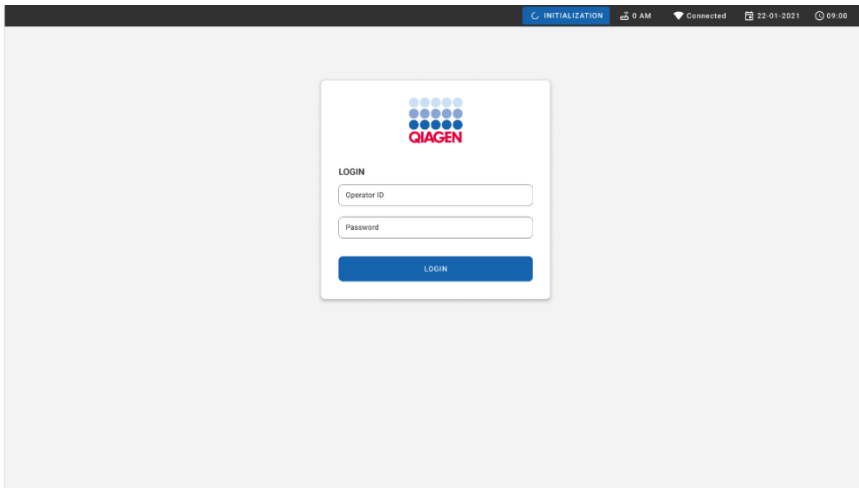 INITIALIZATION 0 AM Connected 22-01-2021 09:00
QIAGEN
LOGIN
Operator ID
Password
LOGIN